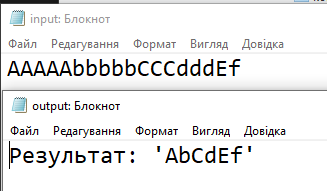 input: Блокнот
Файл Редагування Формат Вигляд Довідка
AAAAAbbbbbCCCdddEf
output: Блокнот
Файл Редагування Формат Вигляд Довідка
Результат: 'AbCdEf'